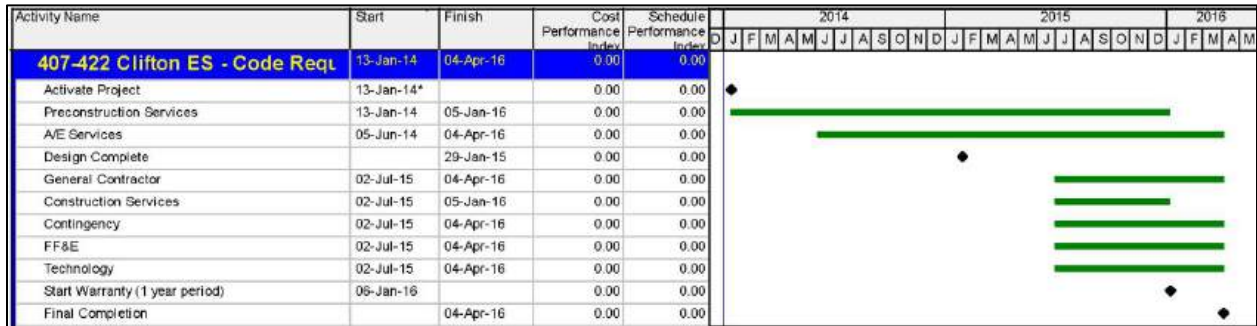 Activity Name Start Finish Cost Performance Index Schedule Performance Index 2014 2015 2016
D J F M A M J J A S O N D J F M A M J J A S O N D J F M A M
407-422 Clifton ES - Code Requ 13-Jan-14 04-Apr-16 0.00 0.00
Activate Project 13-Jan-14* 0.00 0.00
Preconstruction Services 13-Jan-14 05-Jan-16 0.00 0.00
A/E Services 05-Jun-14 04-Apr-16 0.00 0.00
Design Complete 29-Jan-15 0.00 0.00
General Contractor 02-Jul-15 04-Apr-16 0.00 0.00
Construction Services 02-Jul-15 05-Jan-16 0.00 0.00
Contingency 02-Jul-15 04-Apr-16 0.00 0.00
FF&E 02-Jul-15 04-Apr-16 0.00 0.00
Technology 02-Jul-15 04-Apr-16 0.00 0.00
Start Warranty (1 year period) 06-Jan-16 0.00 0.00
Final Completion 04-Apr-16 0.00 0.00